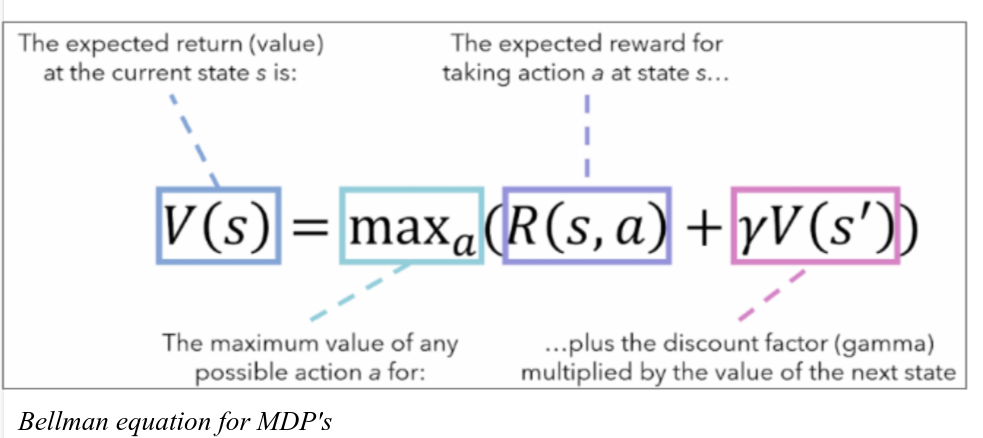 The expected return (value)
at the current state s is:
The expected reward for
taking action a at state s...
V(s) = maxₐ(R(s, a) + γV(s′))
The maximum value of any
possible action a for:
...plus the discount factor (gamma)
multiplied by the value of the next state
Bellman equation for MDP's